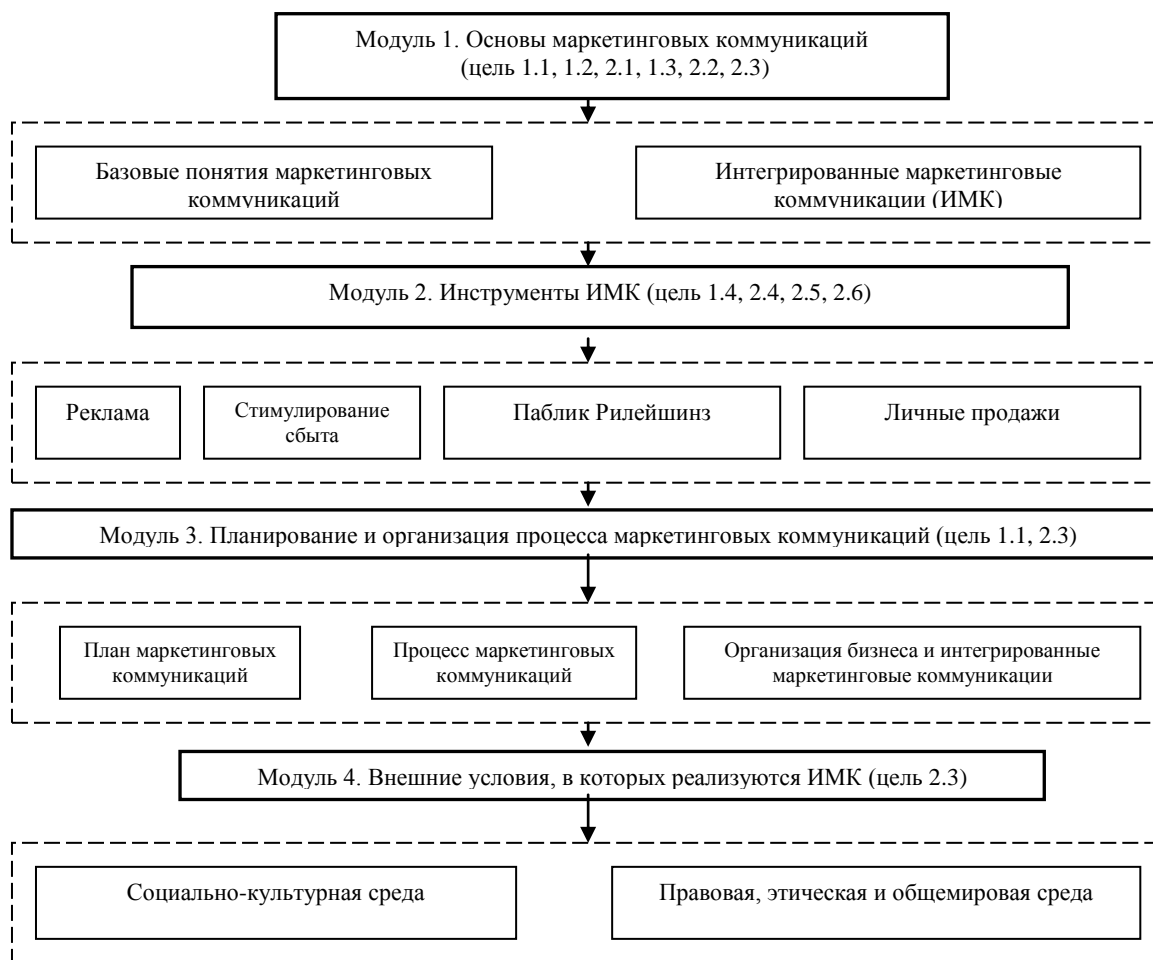 Модуль 1. Основы маркетинговых коммуникаций
(цель 1.1, 1.2, 2.1, 1.3, 2.2, 2.3)
Базовые понятия маркетинговых
коммуникаций
Интегрированные маркетинговые
коммуникации (ИМК)
Модуль 2. Инструменты ИМК (цель 1.4, 2.4, 2.5, 2.6)
Реклама
Стимулирование
сбыта
Паблик Рилейшинз
Личные продажи
Модуль 3. Планирование и организация процесса маркетинговых коммуникаций (цель 1.1, 2.3)
План маркетинговых
коммуникаций
Процесс маркетинговых
коммуникаций
Организация бизнеса и интегрированные
маркетинговые коммуникации
Модуль 4. Внешние условия, в которых реализуются ИМК (цель 2.3)
Социально-культурная среда
Правовая, этическая и общемировая среда